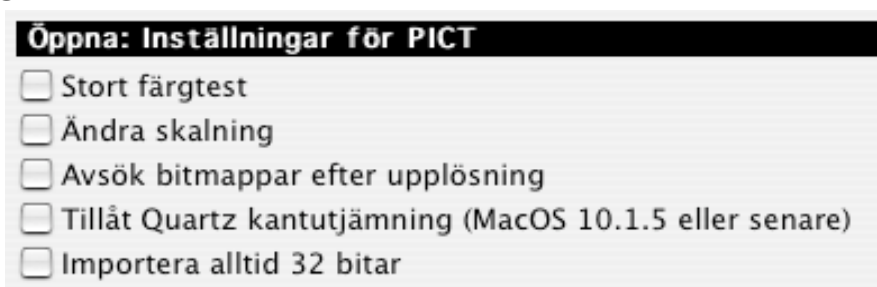 Öppna: Inställningar för PICT
Stort färgtest
Ändra skalning
Avsök bitmappar efter upplösning
Tillåt Quartz kantutjämning (MacOS 10.1.5 eller senare)
Importera alltid 32 bitar